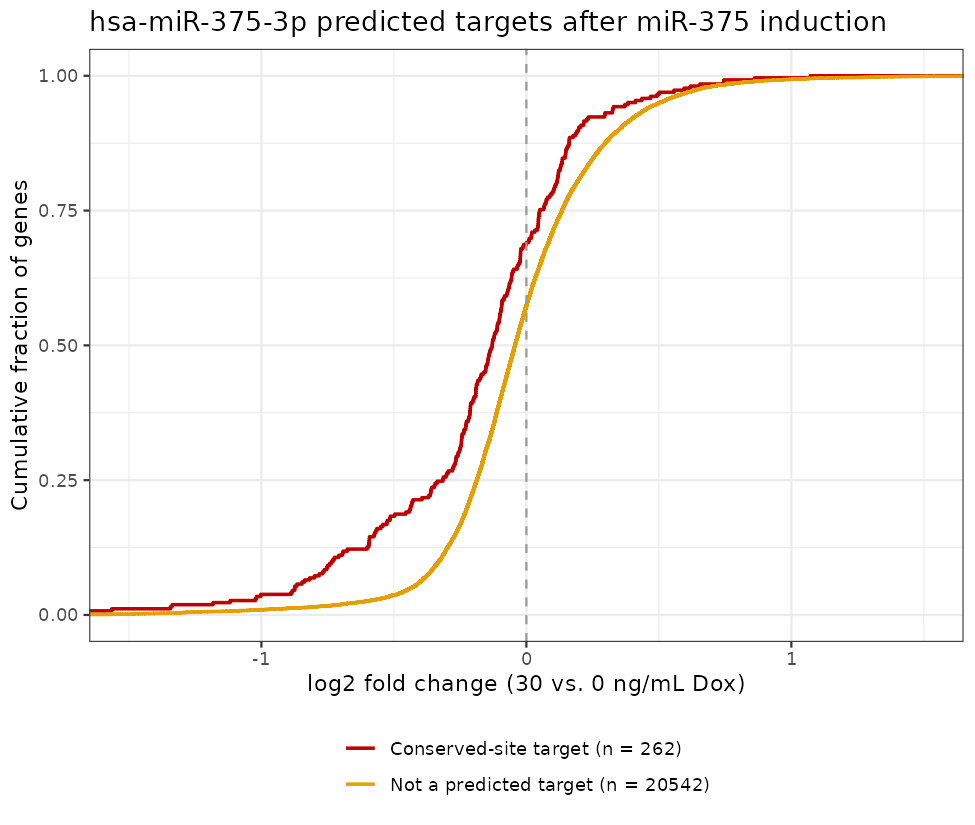 hsa-miR-375-3p predicted targets after miR-375 induction
Cumulative fraction of genes
1.00
0.75
0.50
0.25
0.00
-1
0
1
log2 fold change (30 vs. 0 ng/mL Dox)
Conserved-site target (n = 262)
Not a predicted target (n = 20542)